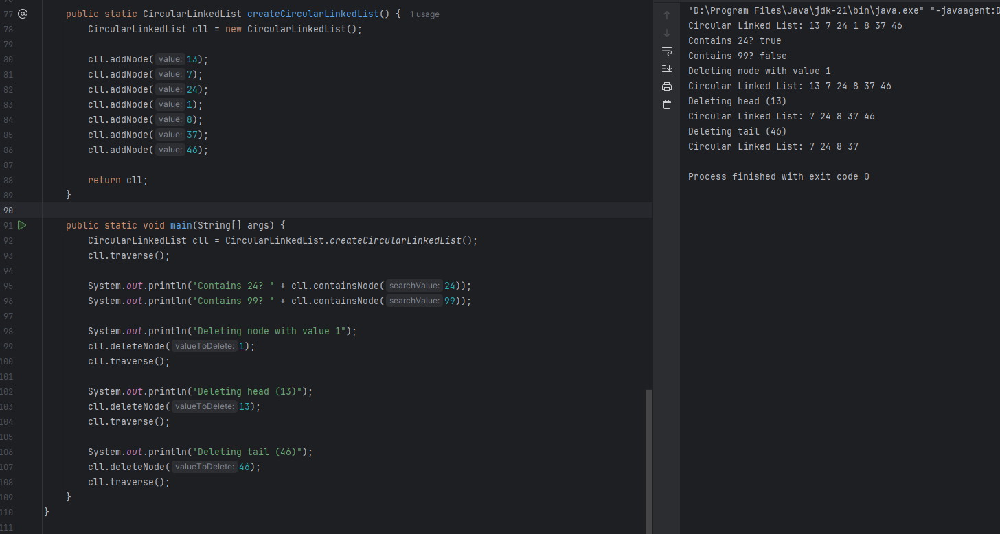 77 @ public static CircularLinkedList createCircularLinkedList() { 1 usage
78 CircularLinkedList cll = new CircularLinkedList();
79
80 cll.addNode( value: 13);
81 cll.addNode( value: 7);
82 cll.addNode( value: 24);
83 cll.addNode( value: 1);
84 cll.addNode( value: 8);
85 cll.addNode( value: 37);
86 cll.addNode( value: 46);
87
88 return cll;
89 }
90
91 public static void main(String[] args) {
92 CircularLinkedList cll = CircularLinkedList.createCircularLinkedList();
93 cll.traverse();
94
95 System.out.println("Contains 24? " + cll.containsNode( searchValue: 24));
96 System.out.println("Contains 99? " + cll.containsNode( searchValue: 99));
97
98 System.out.println("Deleting node with value 1");
99 cll.deleteNode( valueToDelete: 1);
100 cll.traverse();
101
102 System.out.println("Deleting head (13)");
103 cll.deleteNode( valueToDelete: 13);
104 cll.traverse();
105
106 System.out.println("Deleting tail (46)");
107 cll.deleteNode( valueToDelete: 46);
108 cll.traverse();
109 }
110 }
111
"D:\Program Files\Java\jdk-21\bin\java.exe" "-javaagent:D
Circular Linked List: 13 7 24 1 8 37 46
Contains 24? true
Contains 99? false
Deleting node with value 1
Circular Linked List: 13 7 24 8 37 46
Deleting head (13)
Circular Linked List: 7 24 8 37 46
Deleting tail (46)
Circular Linked List: 7 24 8 37

Process finished with exit code 0